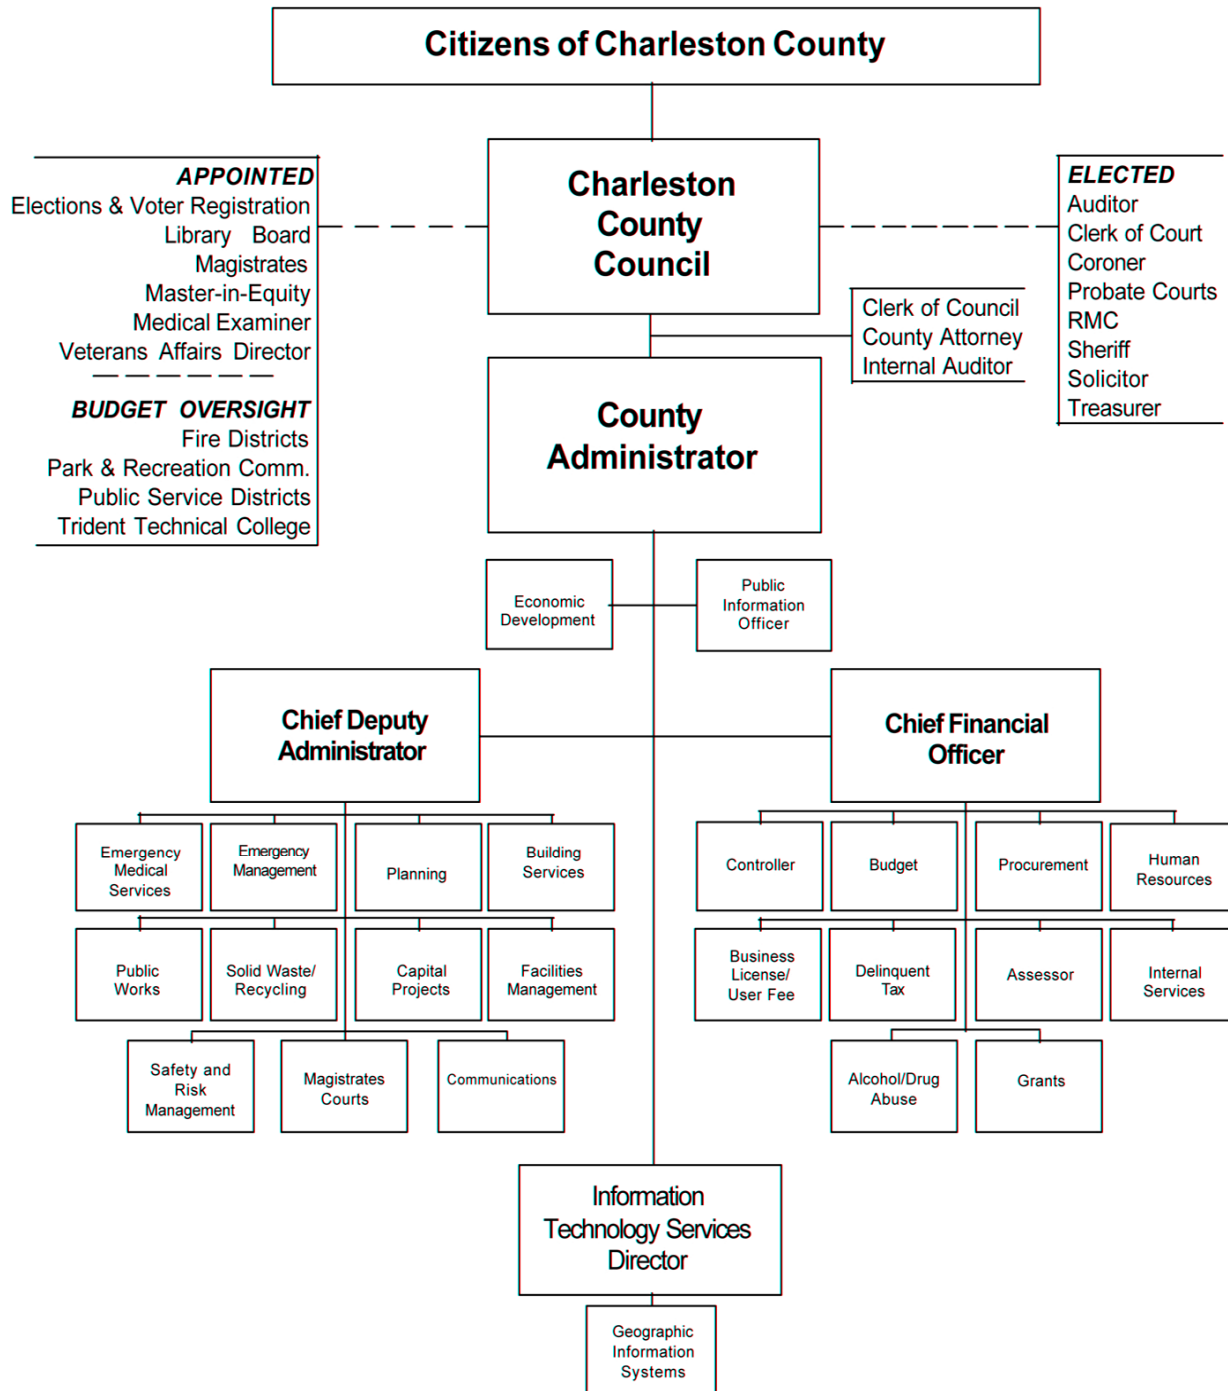 Citizens of Charleston County
Charleston
County
Council
APPOINTED
Elections & Voter Registration
Library Board
Magistrates
Master-in-Equity
Medical Examiner
Veterans Affairs Director
BUDGET OVERSIGHT
Fire Districts
Park & Recreation Comm.
Public Service Districts
Trident Technical College
ELECTED
Auditor
Clerk of Court
Coroner
Probate Courts
RMC
Sheriff
Solicitor
Treasurer
Clerk of Council
County Attorney
Internal Auditor
County
Administrator
Economic
Development
Public
Information
Officer
Chief Deputy
Administrator
Chief Financial
Officer
Emergency
Medical
Services
Emergency
Management
Planning
Building
Services
Controller
Budget
Procurement
Human
Resources
Public
Works
Solid Waste/
Recycling
Capital
Projects
Facilities
Management
Business
License/
User Fee
Delinquent
Tax
Assessor
Internal
Services
Safety and
Risk
Management
Magistrates
Courts
Communications
Alcohol/Drug
Abuse
Grants
Information
Technology Services
Director
Geographic
Information
Systems